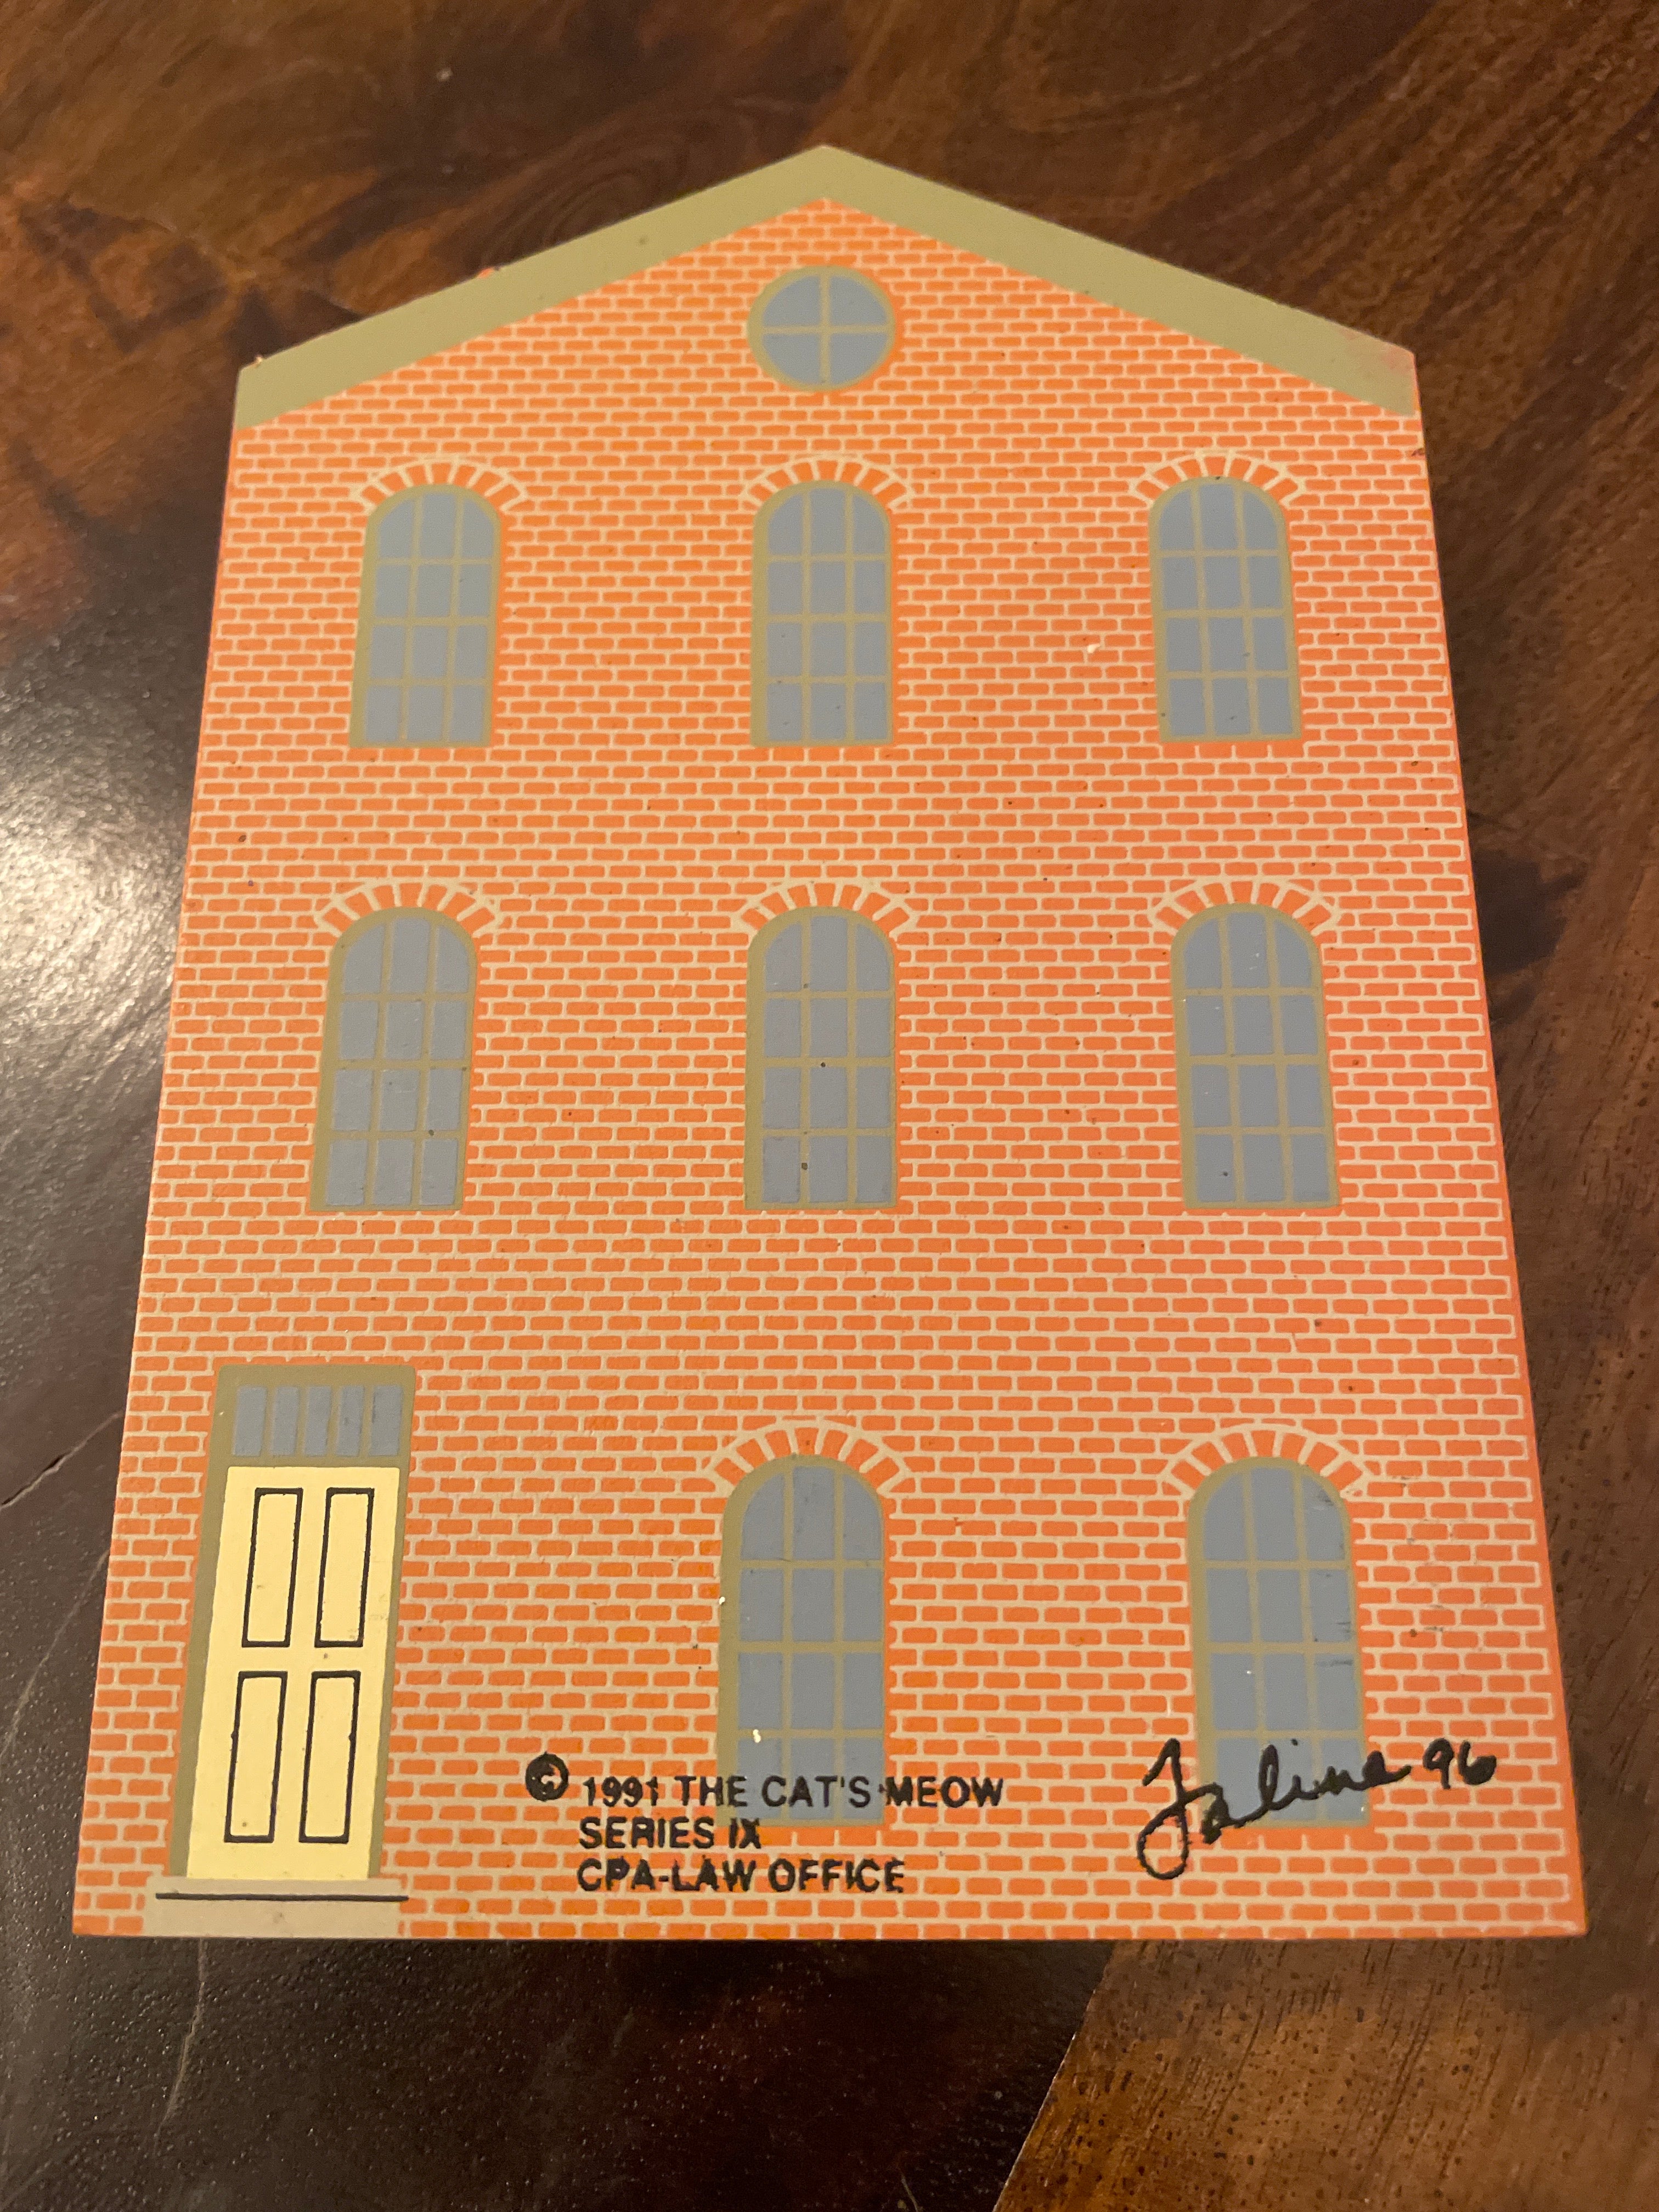 © 1991 THE CAT'S MEOW
SERIES IX
CPA-LAW OFFICE
Faline 96